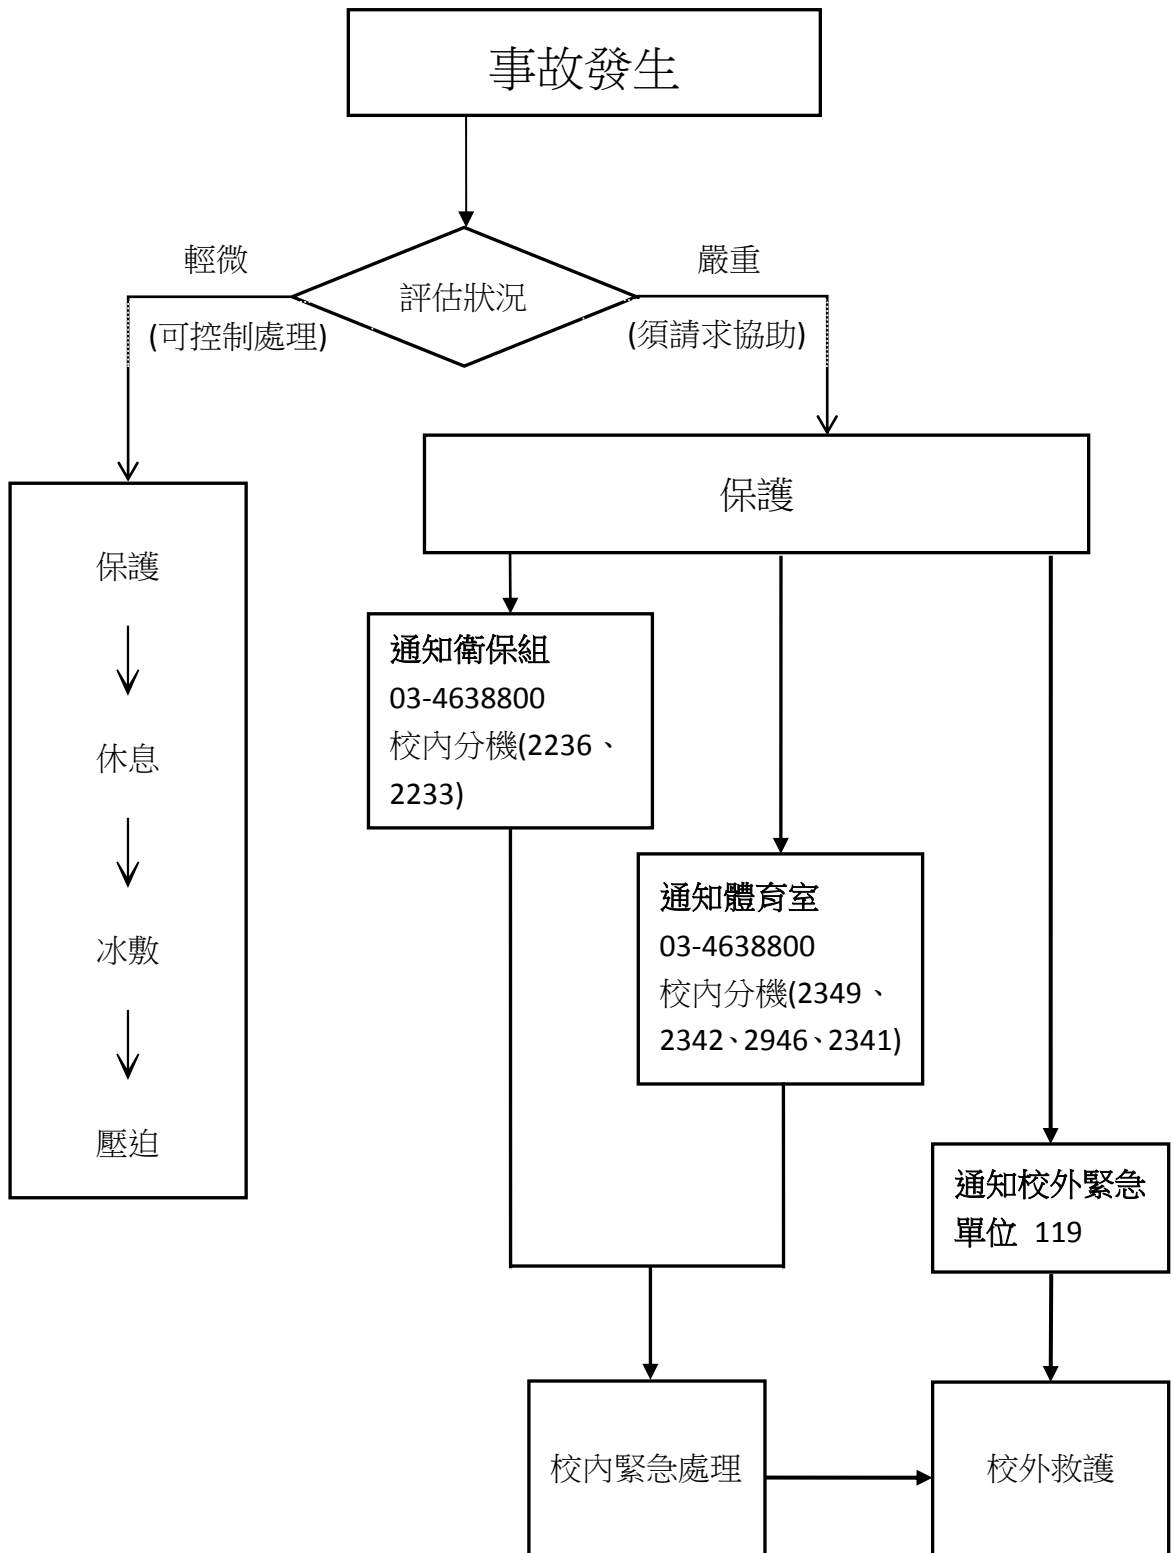 事故發生
輕微
嚴重
評估狀況
(可控制處理)
(須請求協助)
保護
保護
休息
冰敷
壓迫
通知衛保組
03-4638800
校內分機(2236、
2233)
通知體育室
03-4638800
校內分機(2349、
2342、2946、2341)
通知校外緊急
單位 119
校內緊急處理
校外救護